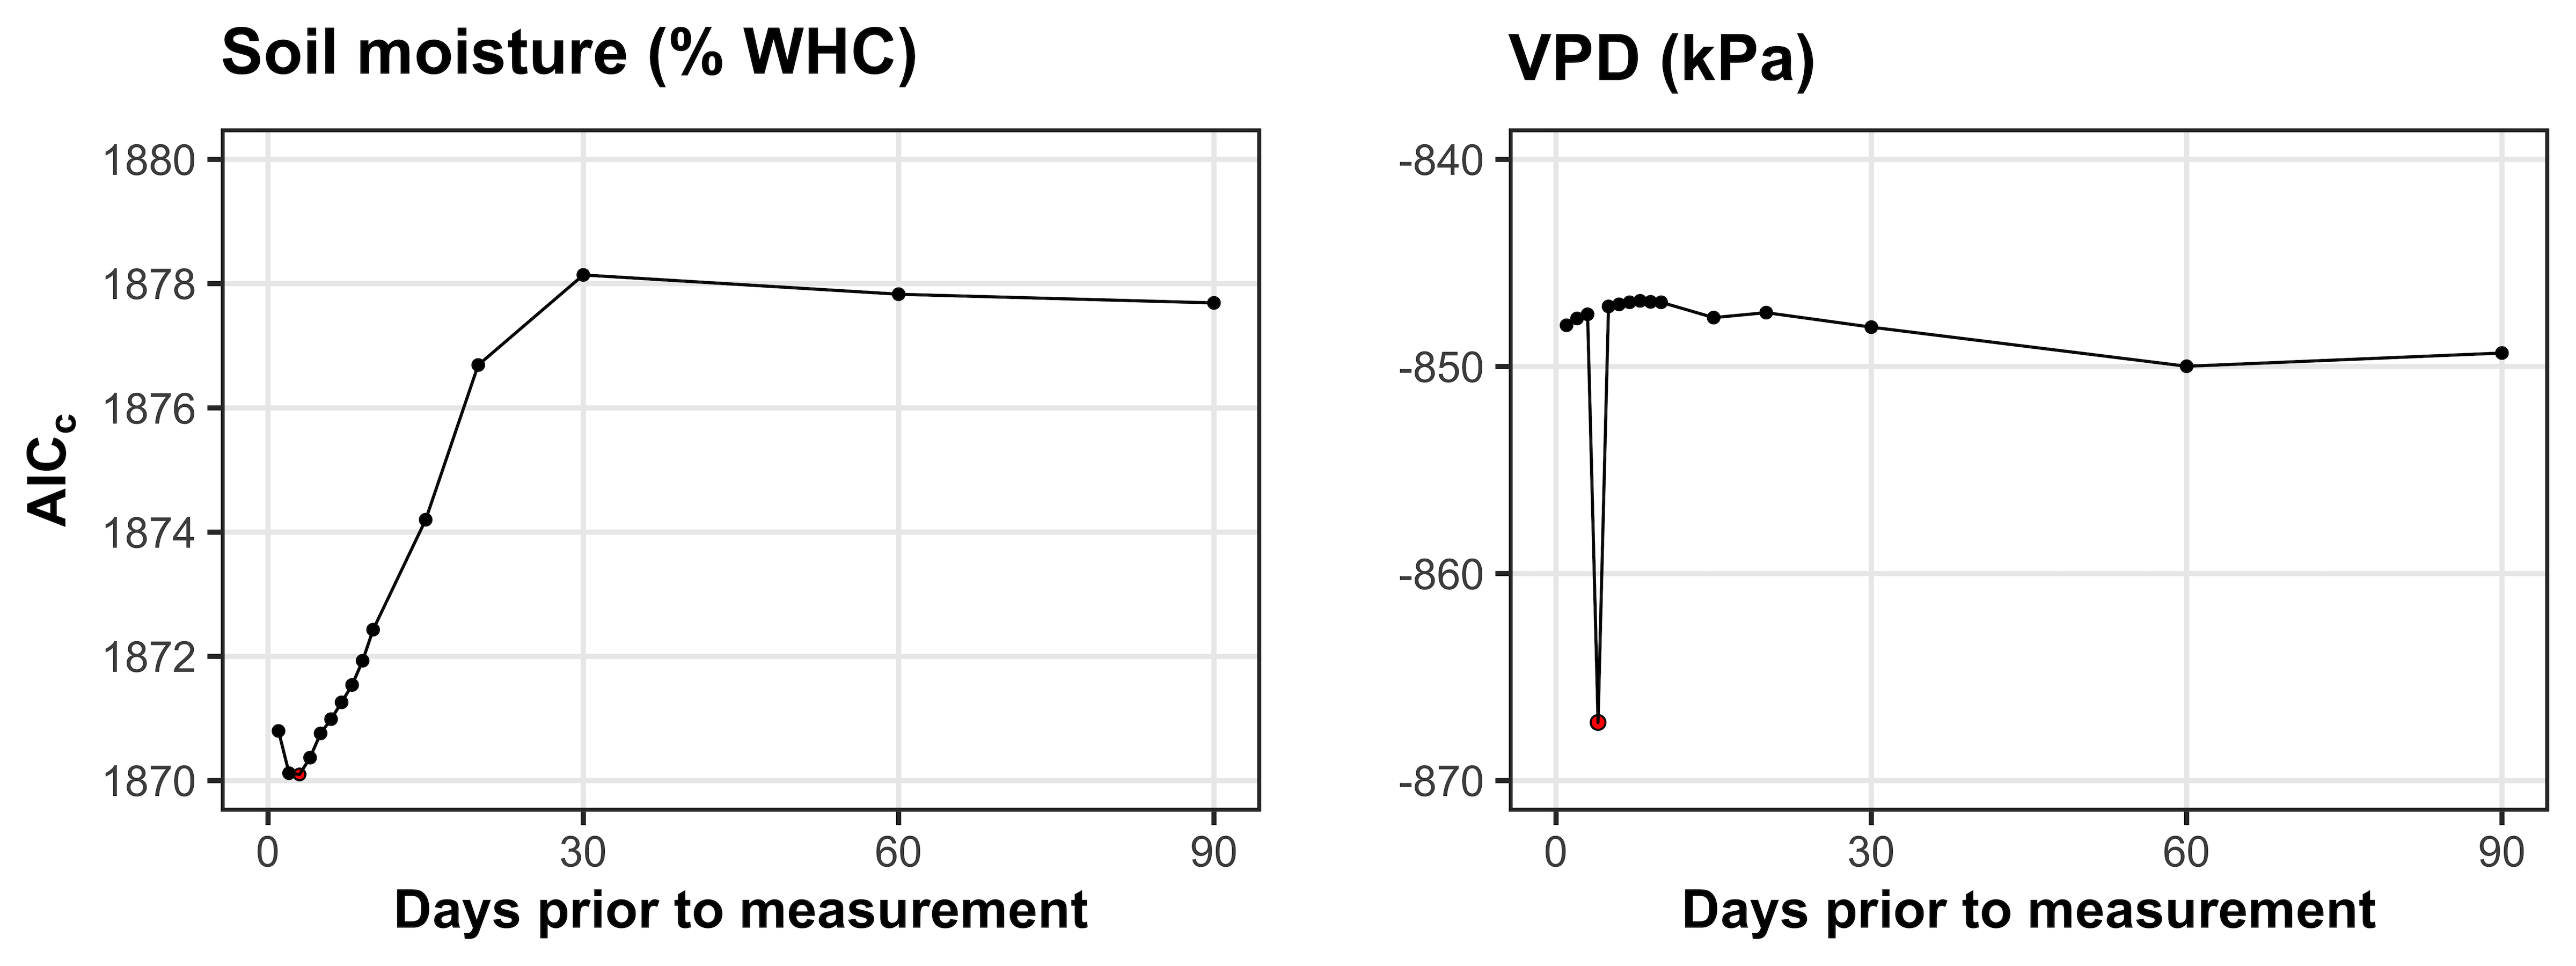 Soil moisture (% WHC)
VPD (kPa)
AICc
1880
1878
1876
1874
1872
1870
0 30 60 90
Days prior to measurement
-840
-850
-860
-870
0 30 60 90
Days prior to measurement